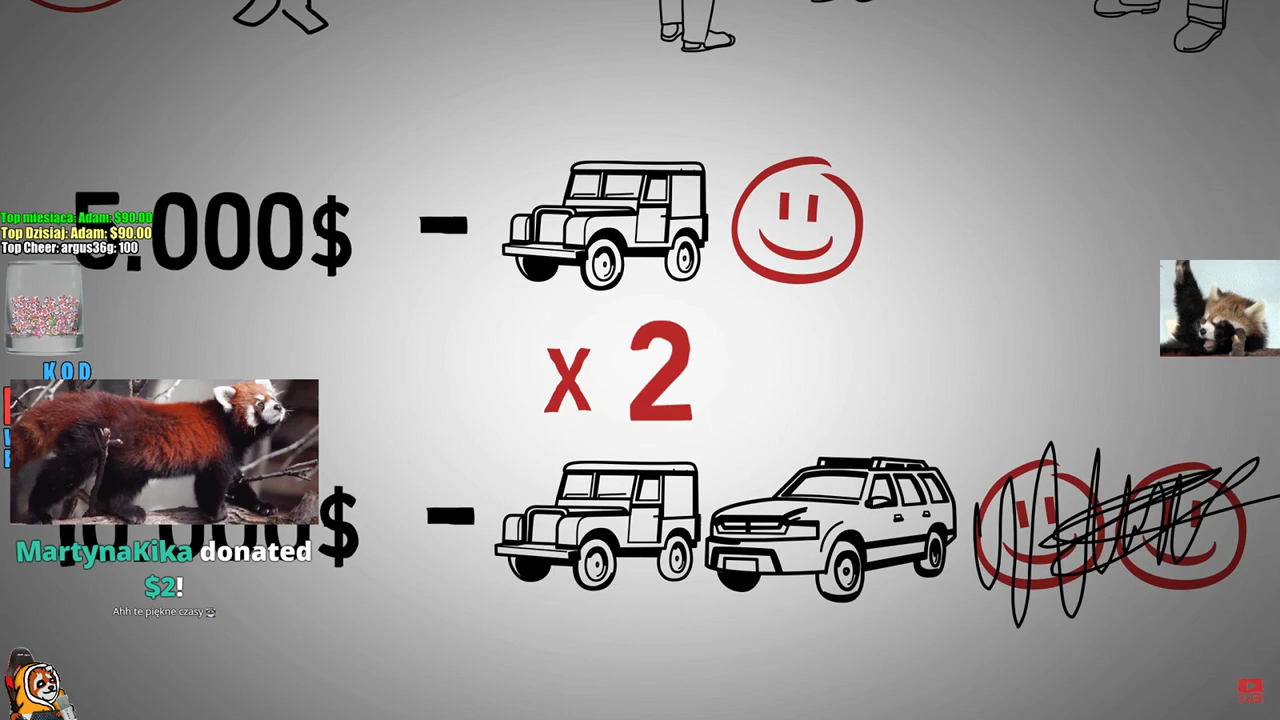 5.000$ -
Top miesiąca: Adam: $90.00
Top Dzisiaj: Adam: $90.00
Top Cheer: argus36g: 100
x 2
KOD
$ -
MartynaKika donated
$2!
Ahh te piękne czasy